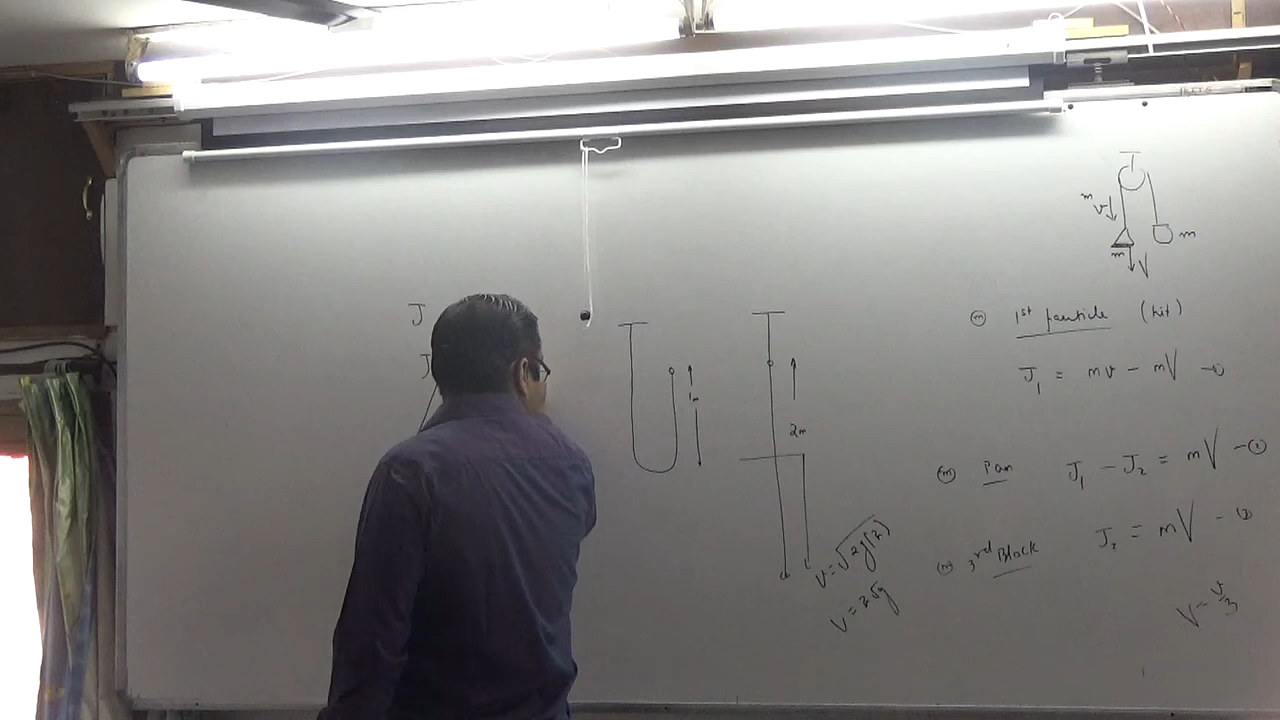 m
v
m
m
V
(m) 1st particle (hit)
J1 = mv - mV -①
(m) Pan J1 - J2 = mV -②
(m) 3rd Block J2 = mV -③
V = v/3
J
J
1m
2m
V = √2g(2)
V = 2√g